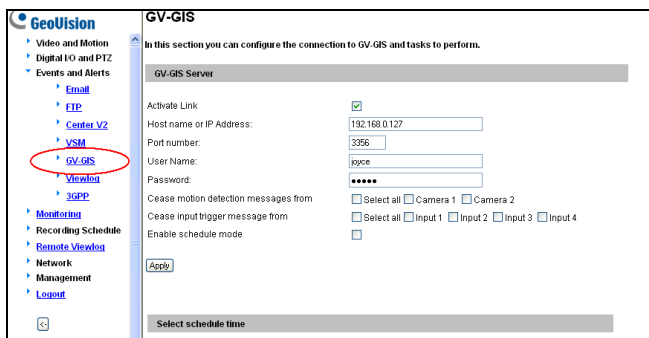 GeoVision
Video and Motion
Digital I/O and PTZ
Events and Alerts
Email
FTP
Center V2
VSM
GV-GIS
Viewlog
3GPP
Monitoring
Recording Schedule
Remote Viewlog
Network
Management
Logout
GV-GIS
In this section you can configure the connection to GV-GIS and tasks to perform.
GV-GIS Server
Activate Link
Host name or IP Address: 192.168.0.127
Port number: 3356
User Name: joyce
Password: •••••
Cease motion detection messages from Select all Camera 1 Camera 2
Cease input trigger message from Select all Input 1 Input 2 Input 3 Input 4
Enable schedule mode
Apply
Select schedule time